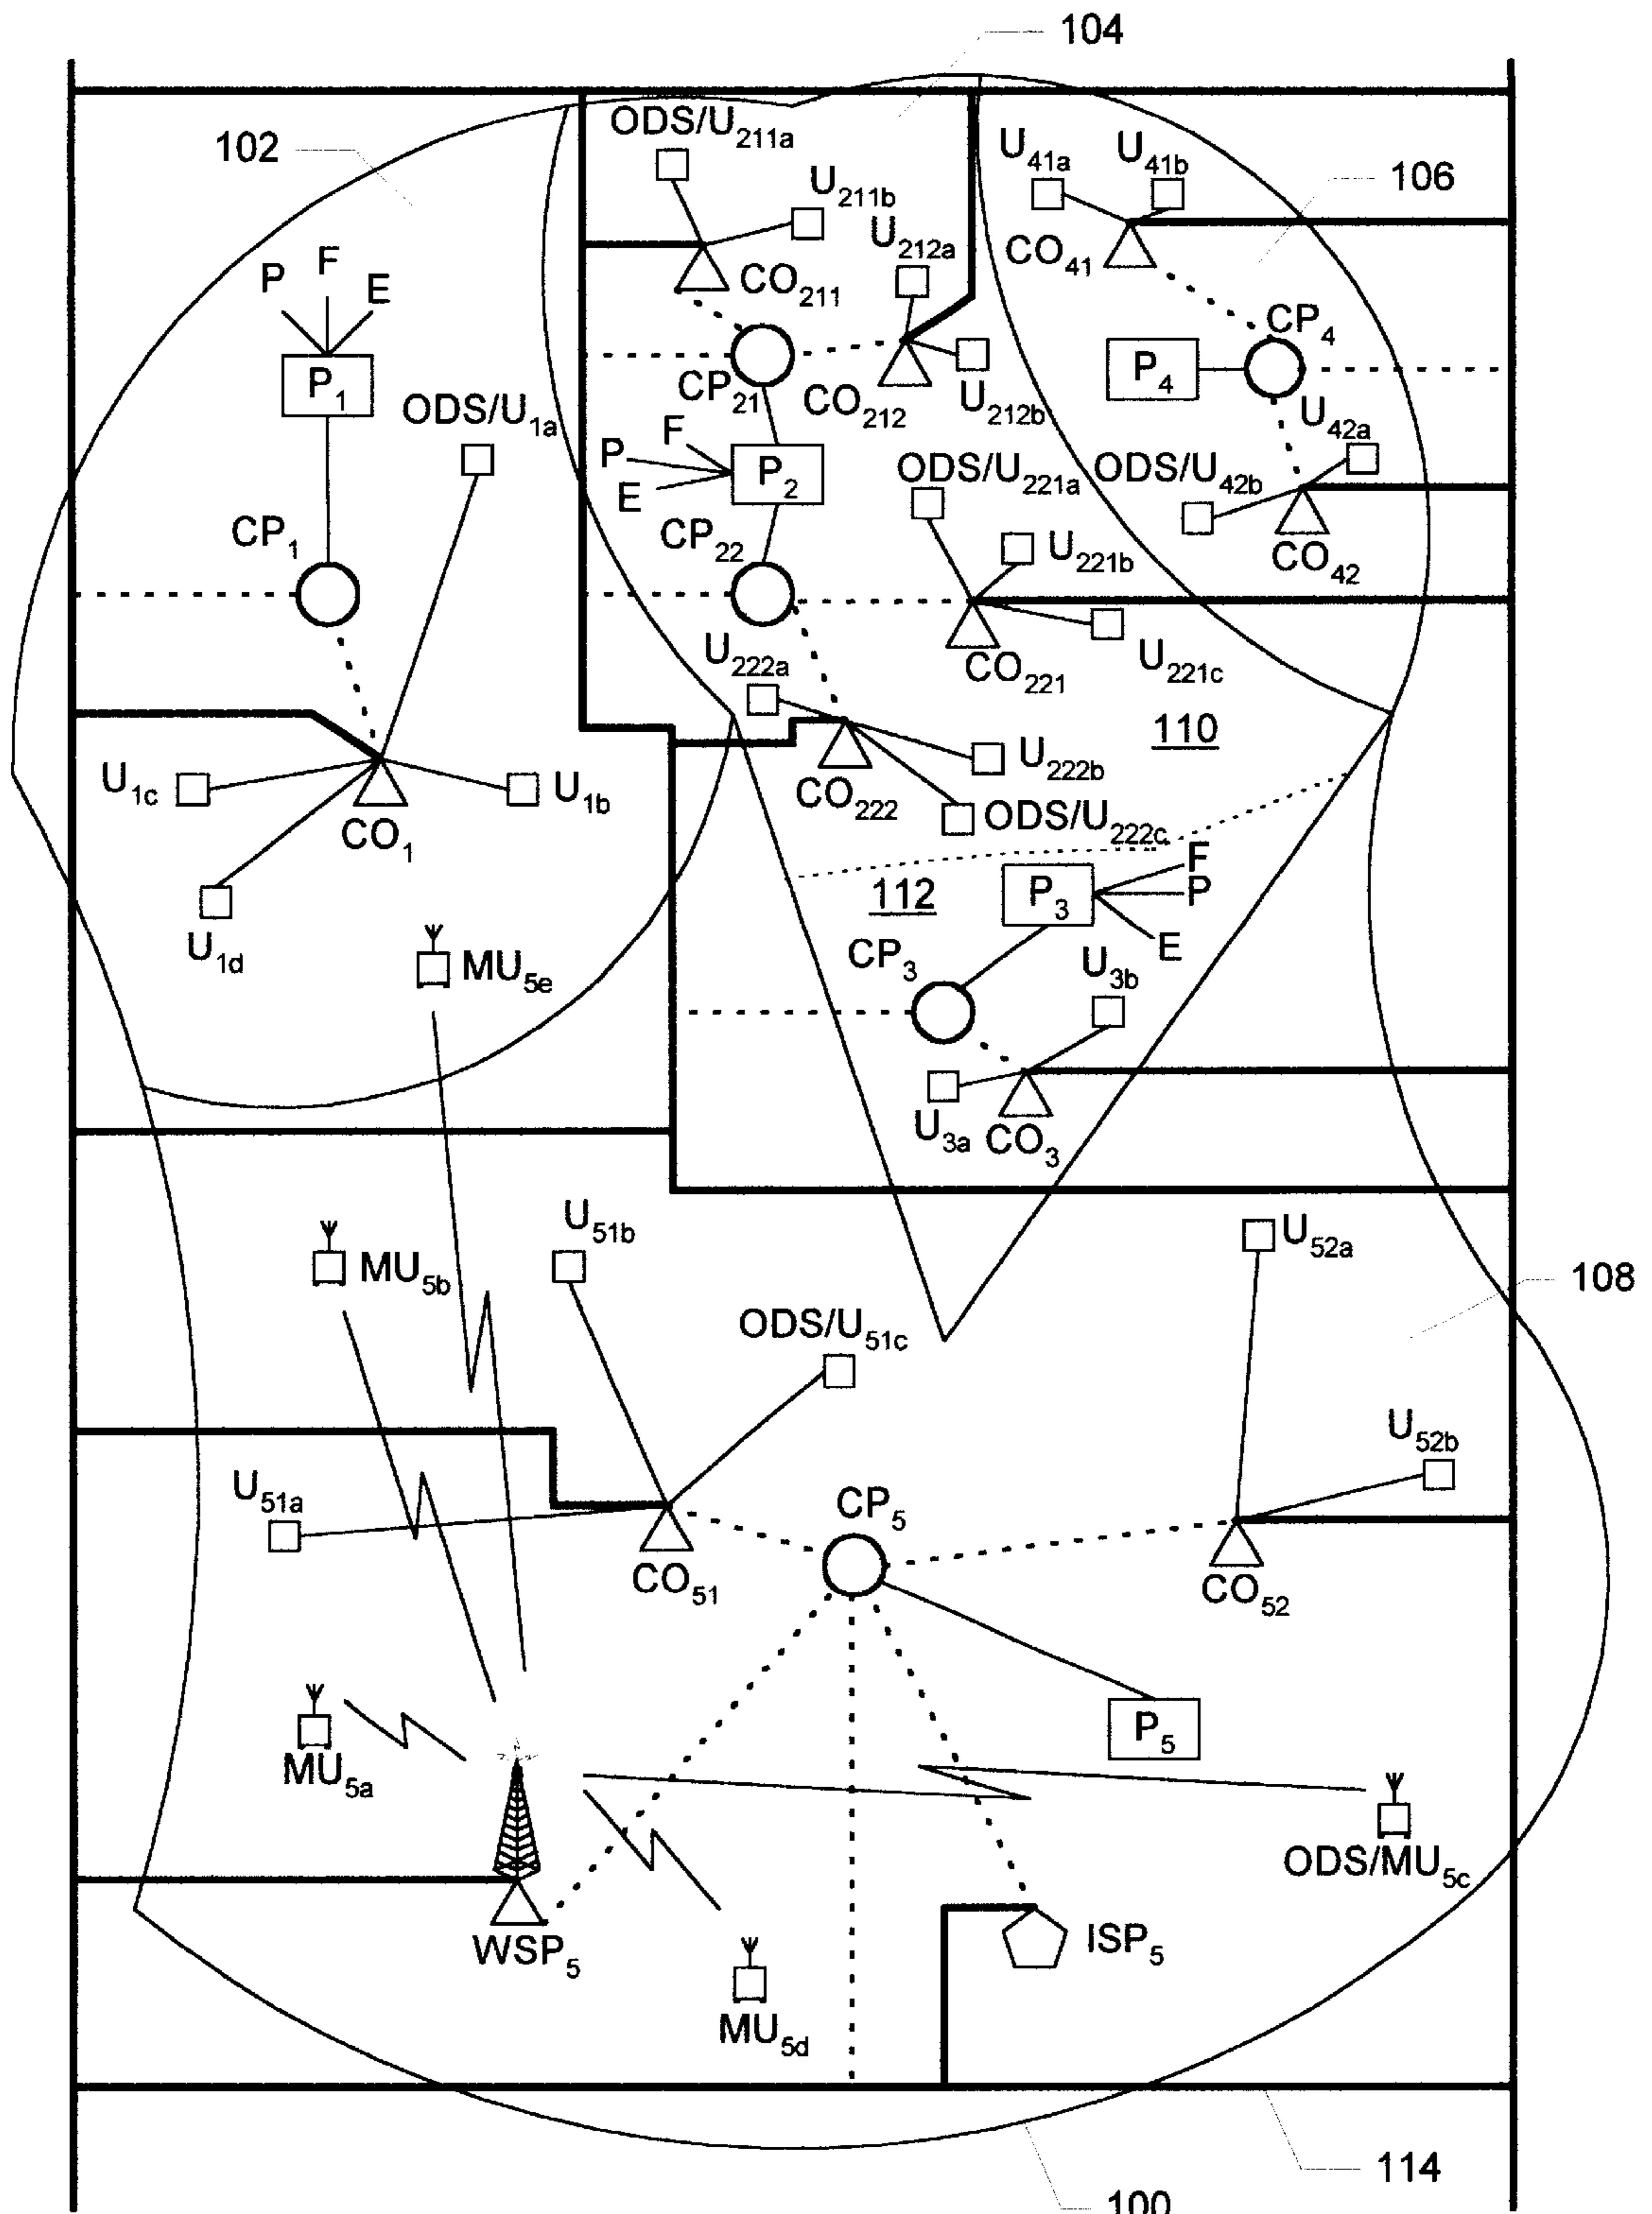 104
ODS/U211a
102
U41a
U41b
U211b
106
U212a
CO41
P
F
E
CO211
CP4
P1
CP21
CO212
U212b
P4
ODS/U1a
F
P
E
P2
U42a
ODS/U221a
ODS/U42b
CP1
CP22
U221b
CO42
U222a
CO221
U221c
110
U1c
U1b
CO222
U222b
CO1
ODS/U222c
F
112
P3
P
U1d
CP3
E
MU5e
U3b
U3a
CO3
U51b
U52a
MU5b
108
ODS/U51c
U52b
U51a
CP5
CO51
CO52
P5
MU5a
ODS/MU5c
WSP5
ISP5
MU5d
114
100